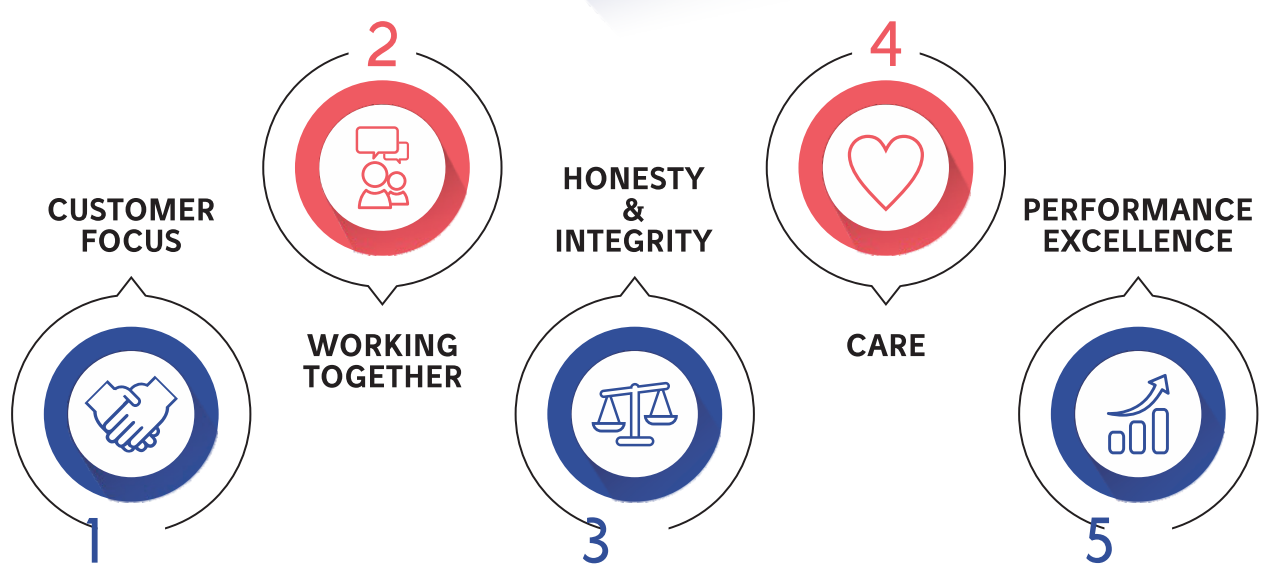 1
CUSTOMER
FOCUS
2
WORKING
TOGETHER
3
HONESTY
&
INTEGRITY
4
CARE
5
PERFORMANCE
EXCELLENCE